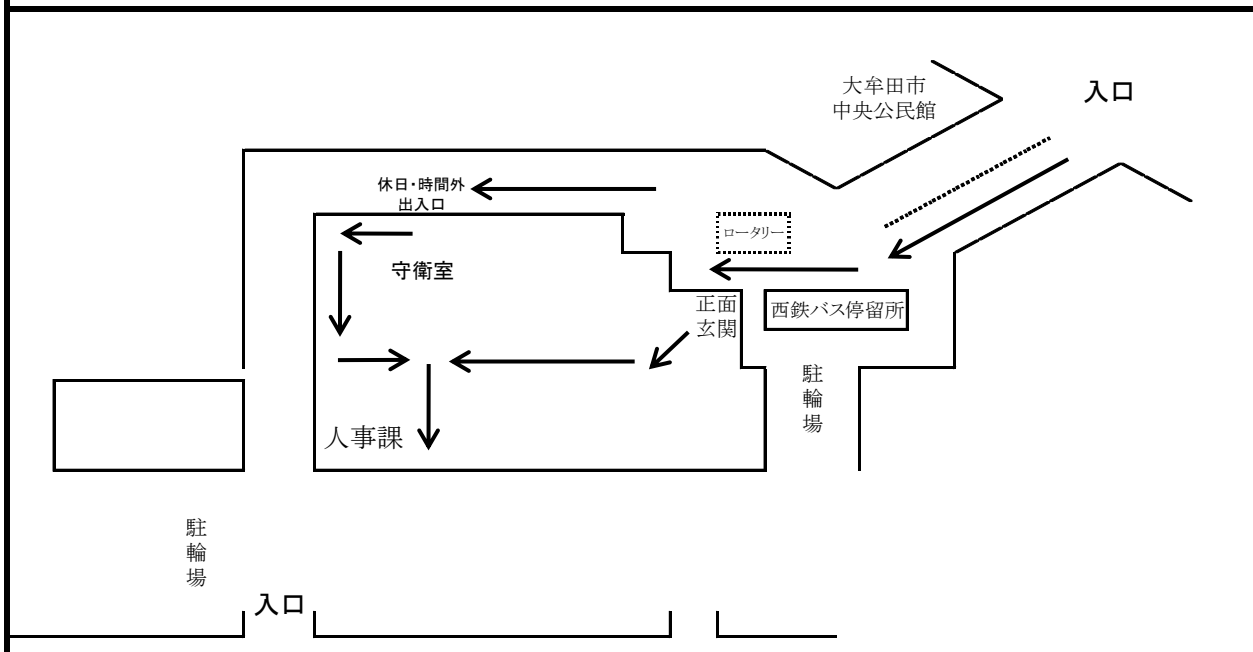 大牟田市
中央公民館
入口
休日・時間外
出入口
ロータリー
守衛室
正面
玄関
西鉄バス停留所
駐輪場
人事課
駐輪場
入口